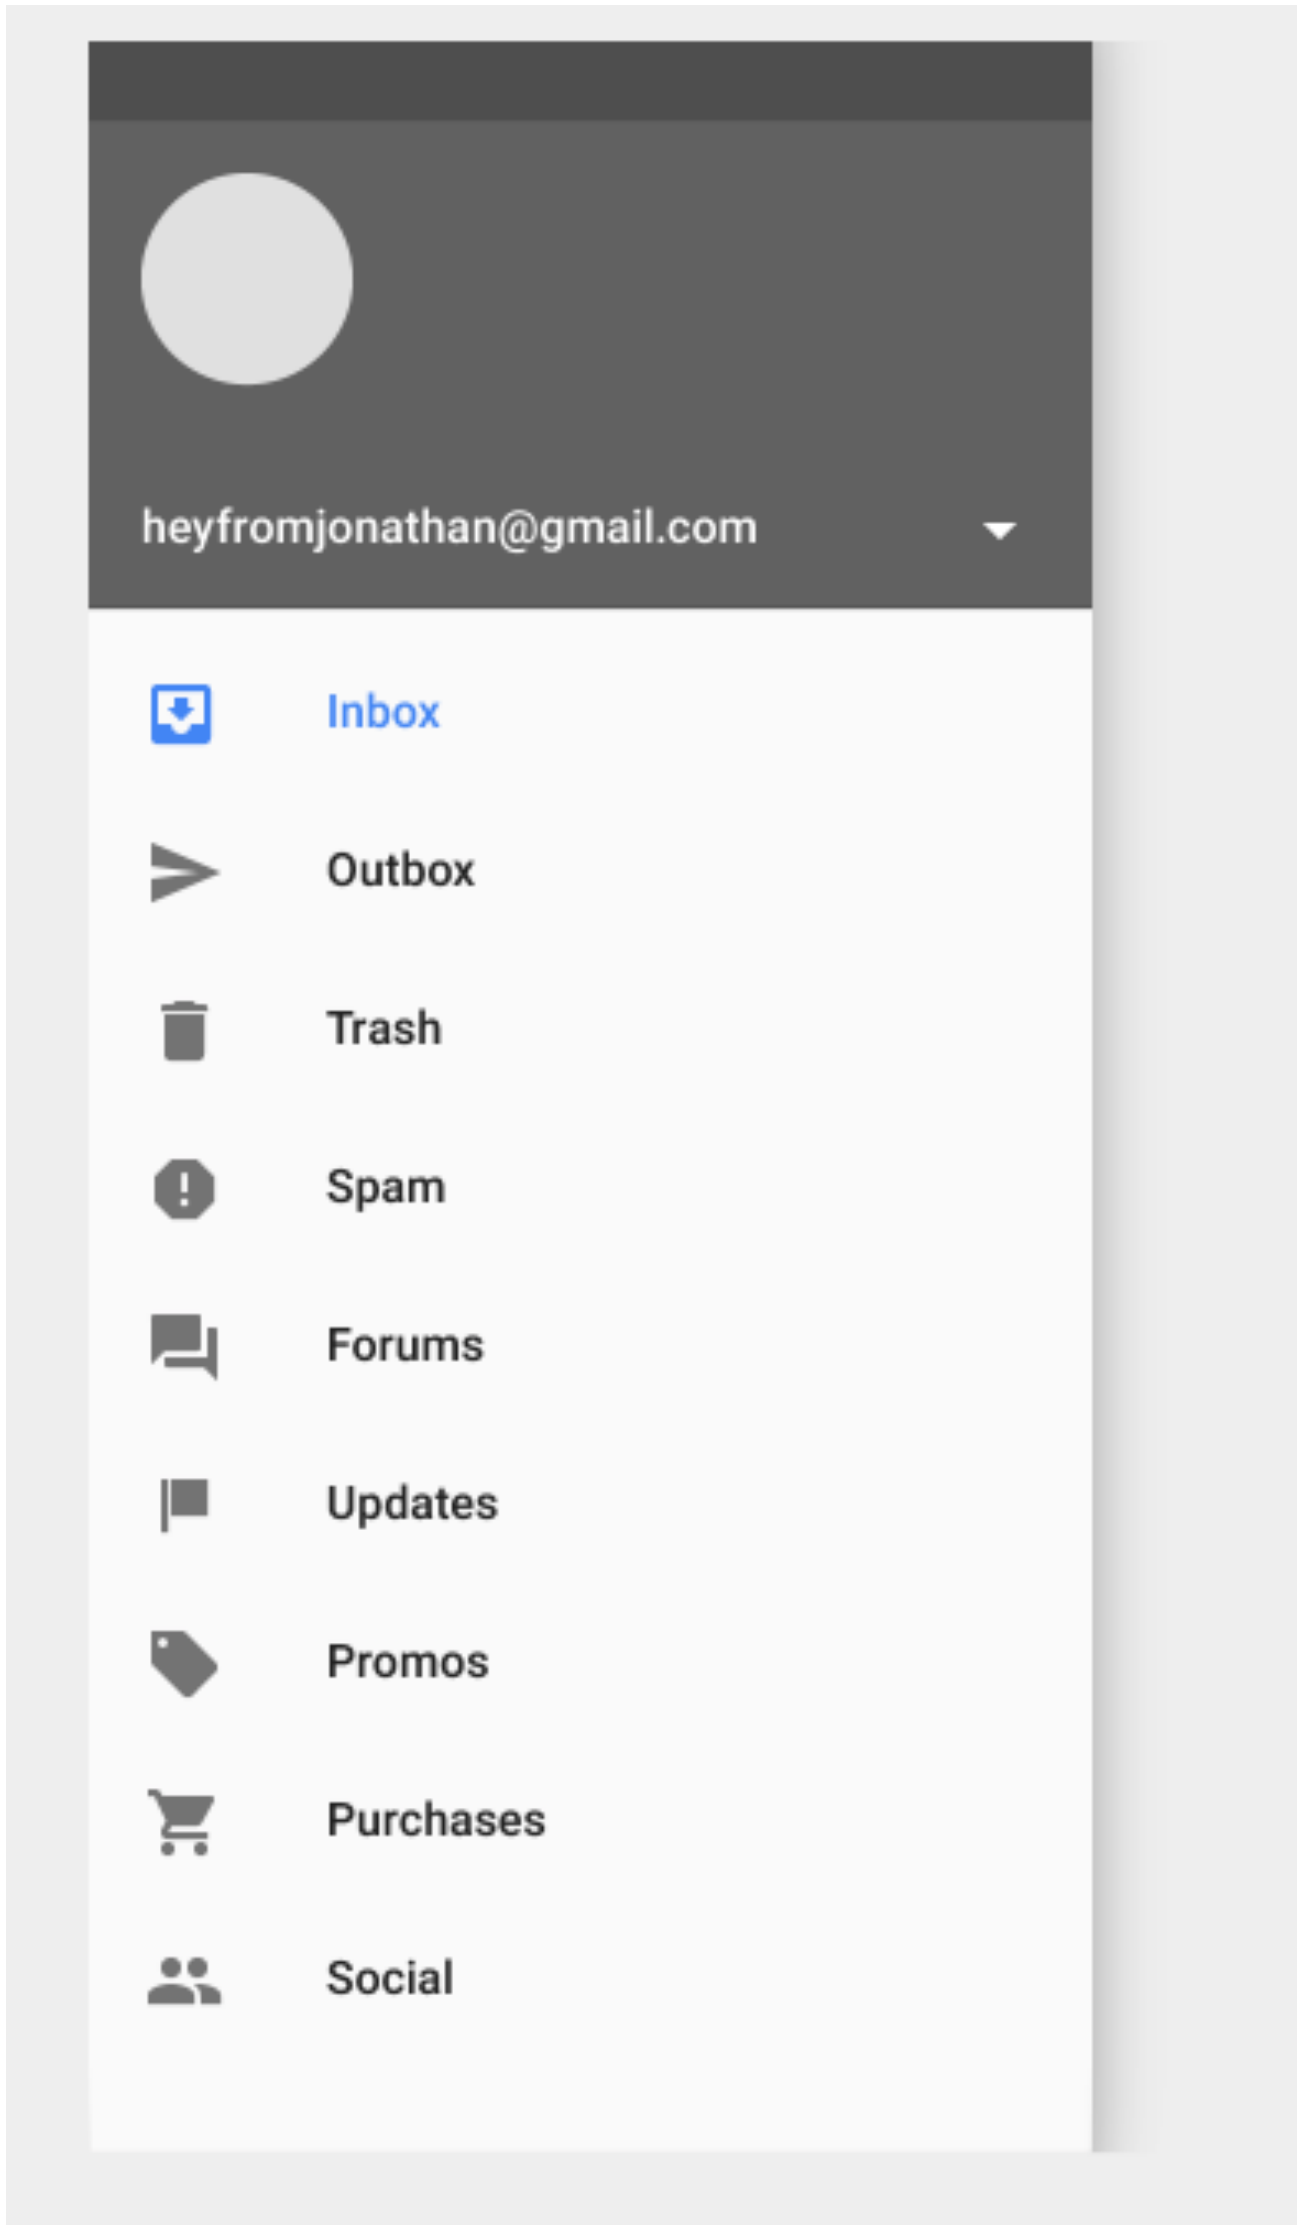 heyfromjonathan@gmail.com
Inbox
Outbox
Trash
Spam
Forums
Updates
Promos
Purchases
Social